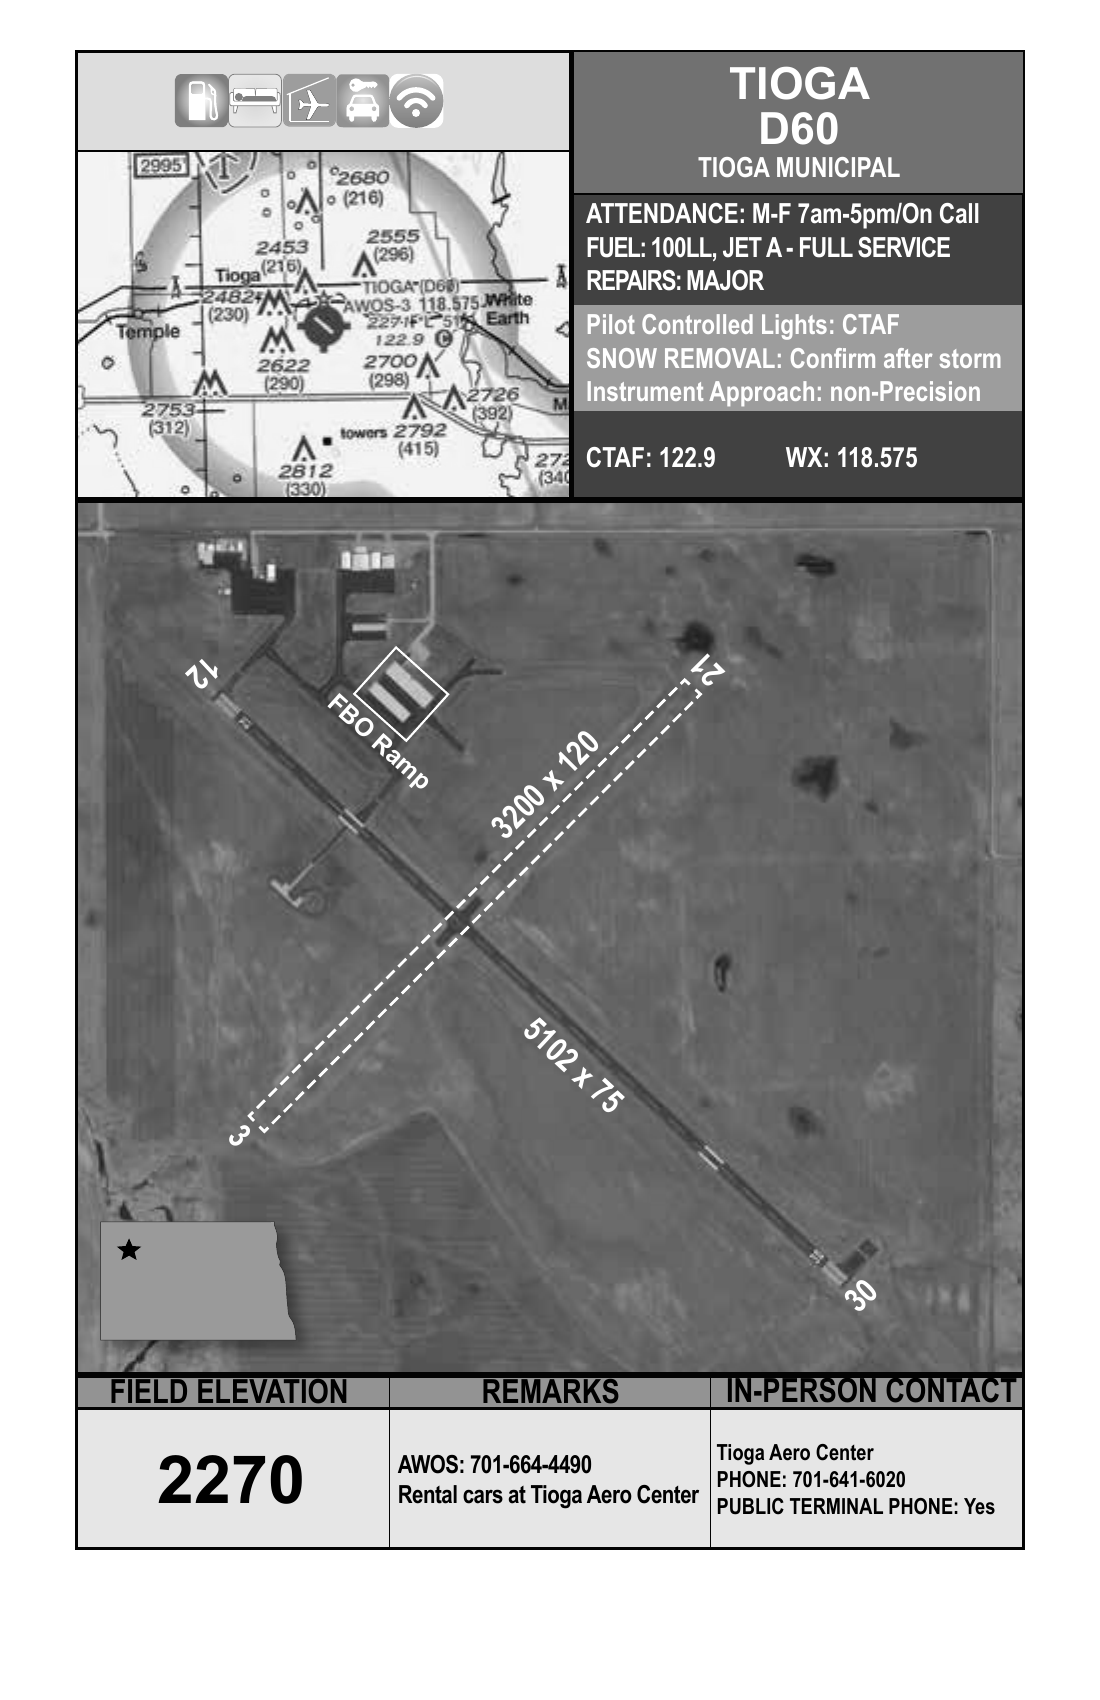 TIOGA
D60
TIOGA MUNICIPAL
ATTENDANCE: M-F 7am-5pm/On Call
FUEL: 100LL, JET A - FULL SERVICE
REPAIRS: MAJOR
Pilot Controlled Lights: CTAF
SNOW REMOVAL: Confirm after storm
Instrument Approach: non-Precision
CTAF: 122.9 WX: 118.575
2995
2680
(216)
2453
(216)
2555
(296)
Tioga
TIOGA (D60)
2482
(230)
AWOS-3 118.575
White
Earth
Temple
122.9 C
2622
(290)
2700
(298)
2726
(392)
2753
(312)
towers 2792
(415)
2812
(330)
12
21
FBO Ramp
3200 x 120
5102 x 75
3
30
FIELD ELEVATION
2270
REMARKS
AWOS: 701-664-4490
Rental cars at Tioga Aero Center
IN-PERSON CONTACT
Tioga Aero Center
PHONE: 701-641-6020
PUBLIC TERMINAL PHONE: Yes